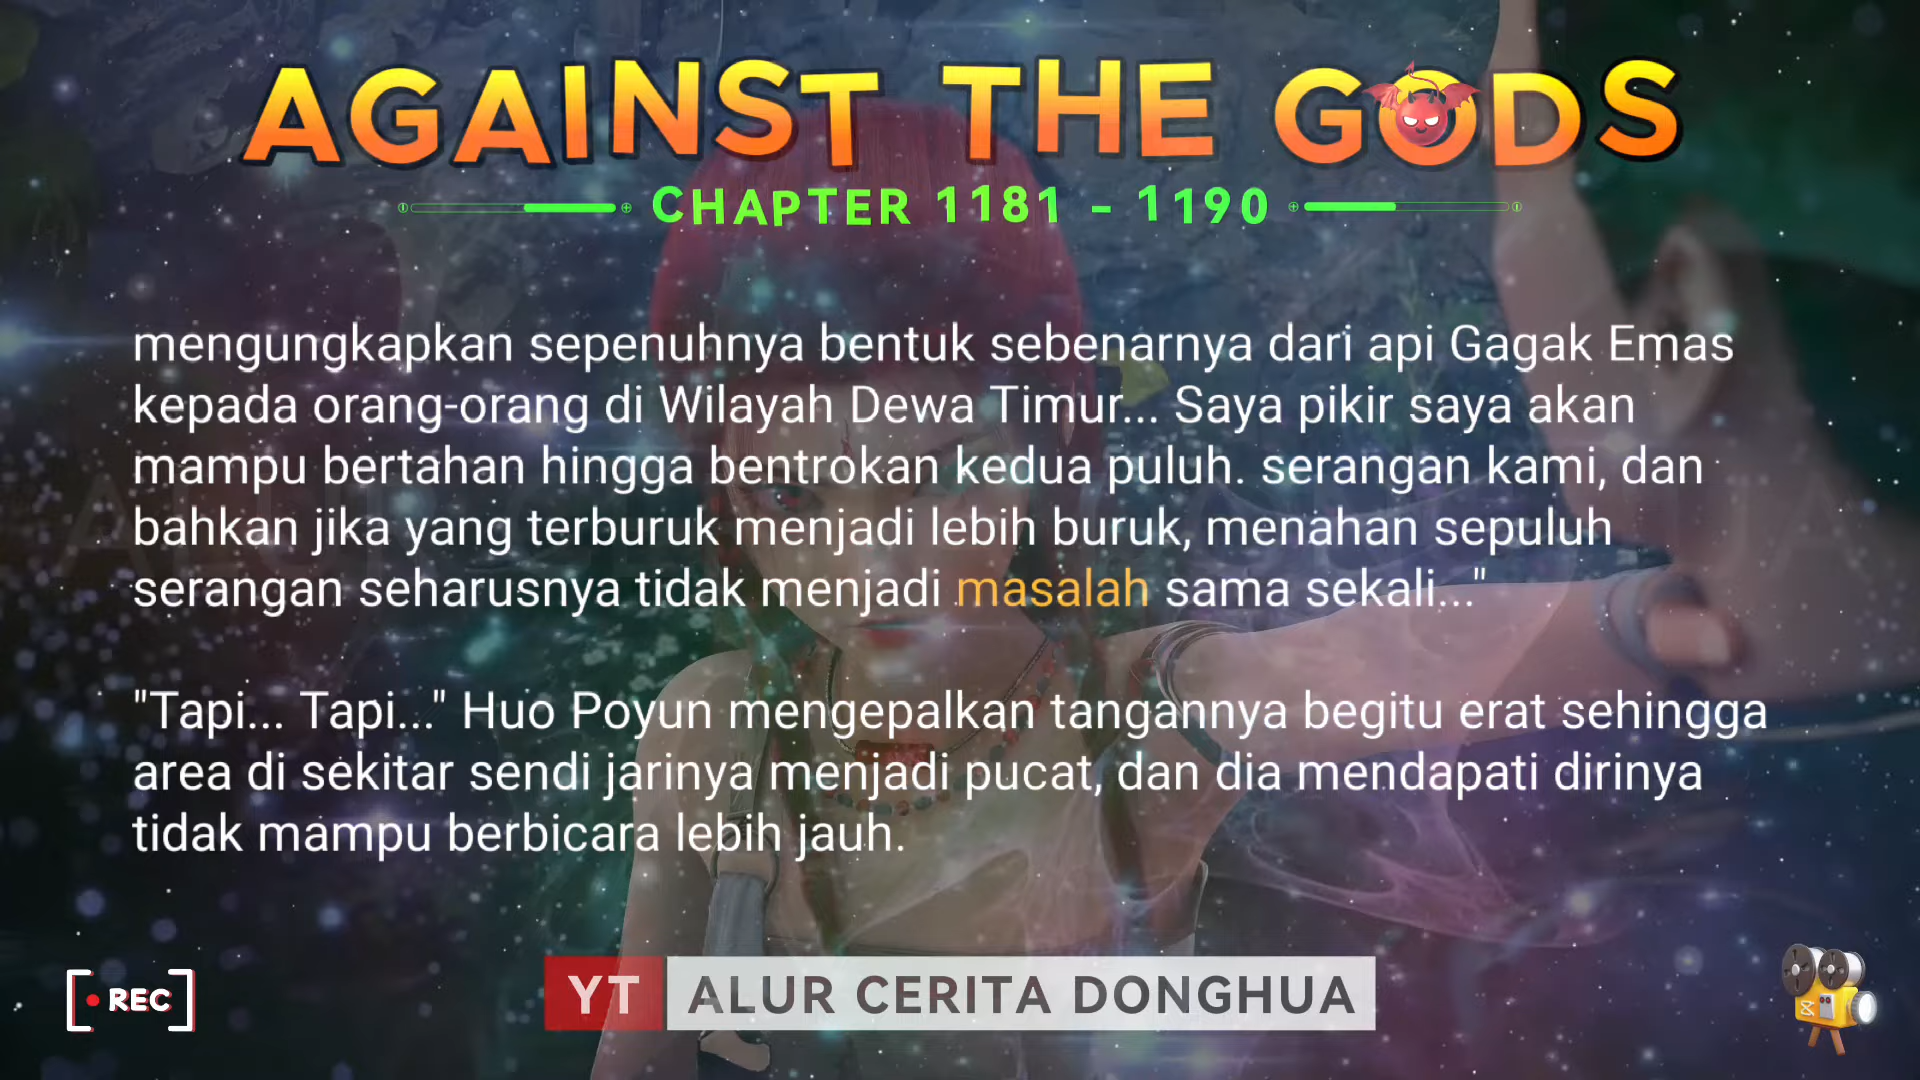 AGAINST THE GODS
CHAPTER 1181 - 1190
mengungkapkan sepenuhnya bentuk sebenarnya dari api Gagak Emas
kepada orang-orang di Wilayah Dewa Timur... Saya pikir saya akan
mampu bertahan hingga bentrokan kedua puluh. serangan kami, dan
bahkan jika yang terburuk menjadi lebih buruk, menahan sepuluh
serangan seharusnya tidak menjadi masalah sama sekali..."
"Tapi... Tapi..." Huo Poyun mengepalkan tangannya begitu erat sehingga
area di sekitar sendi jarinya menjadi pucat, dan dia mendapati dirinya
tidak mampu berbicara lebih jauh.
REC
YT ALUR CERITA DONGHUA